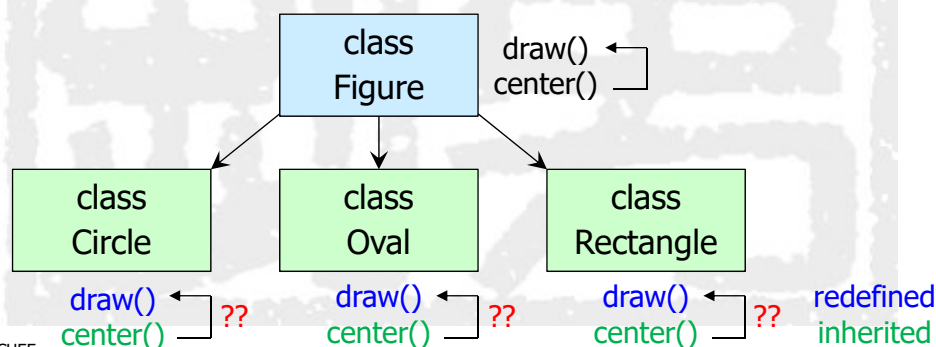 class
Figure
draw()
center()
class
Circle
class
Oval
class
Rectangle
draw()
center()
??
draw()
center()
??
draw()
center()
??
redefined
inherited